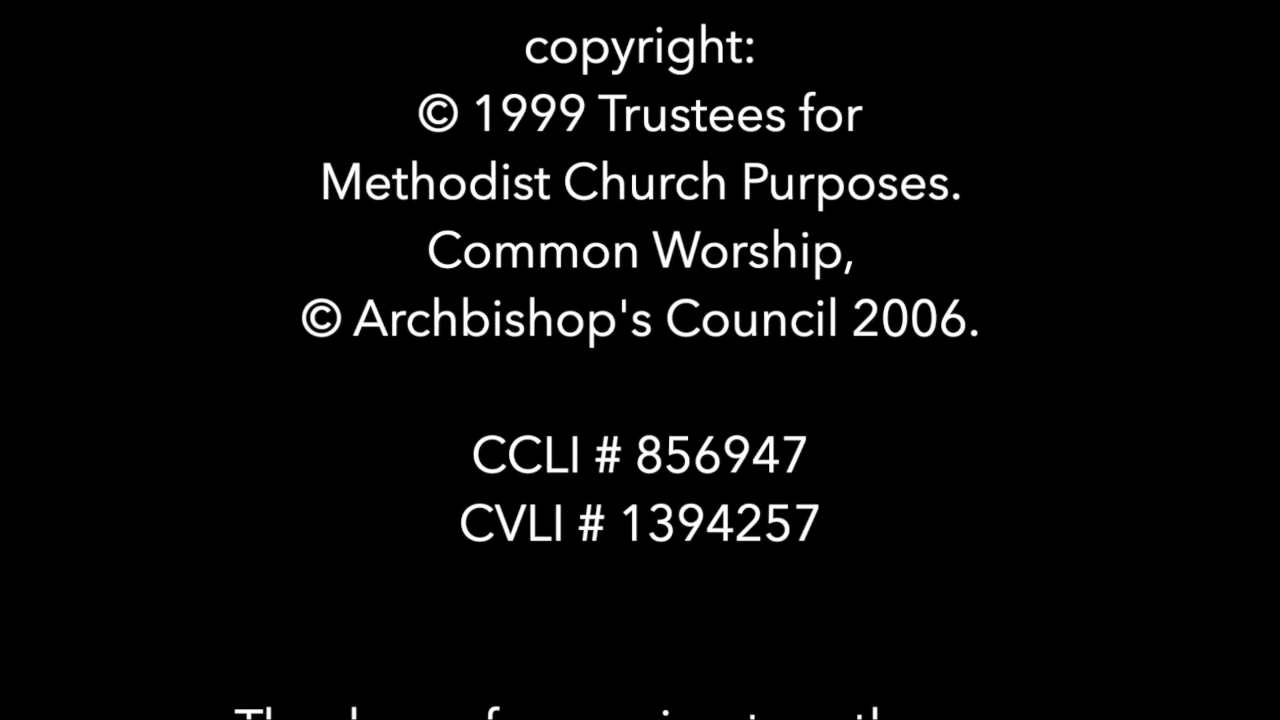 copyright:
© 1999 Trustees for
Methodist Church Purposes.
Common Worship,
© Archbishop's Council 2006.
CCLI # 856947
CVLI # 1394257